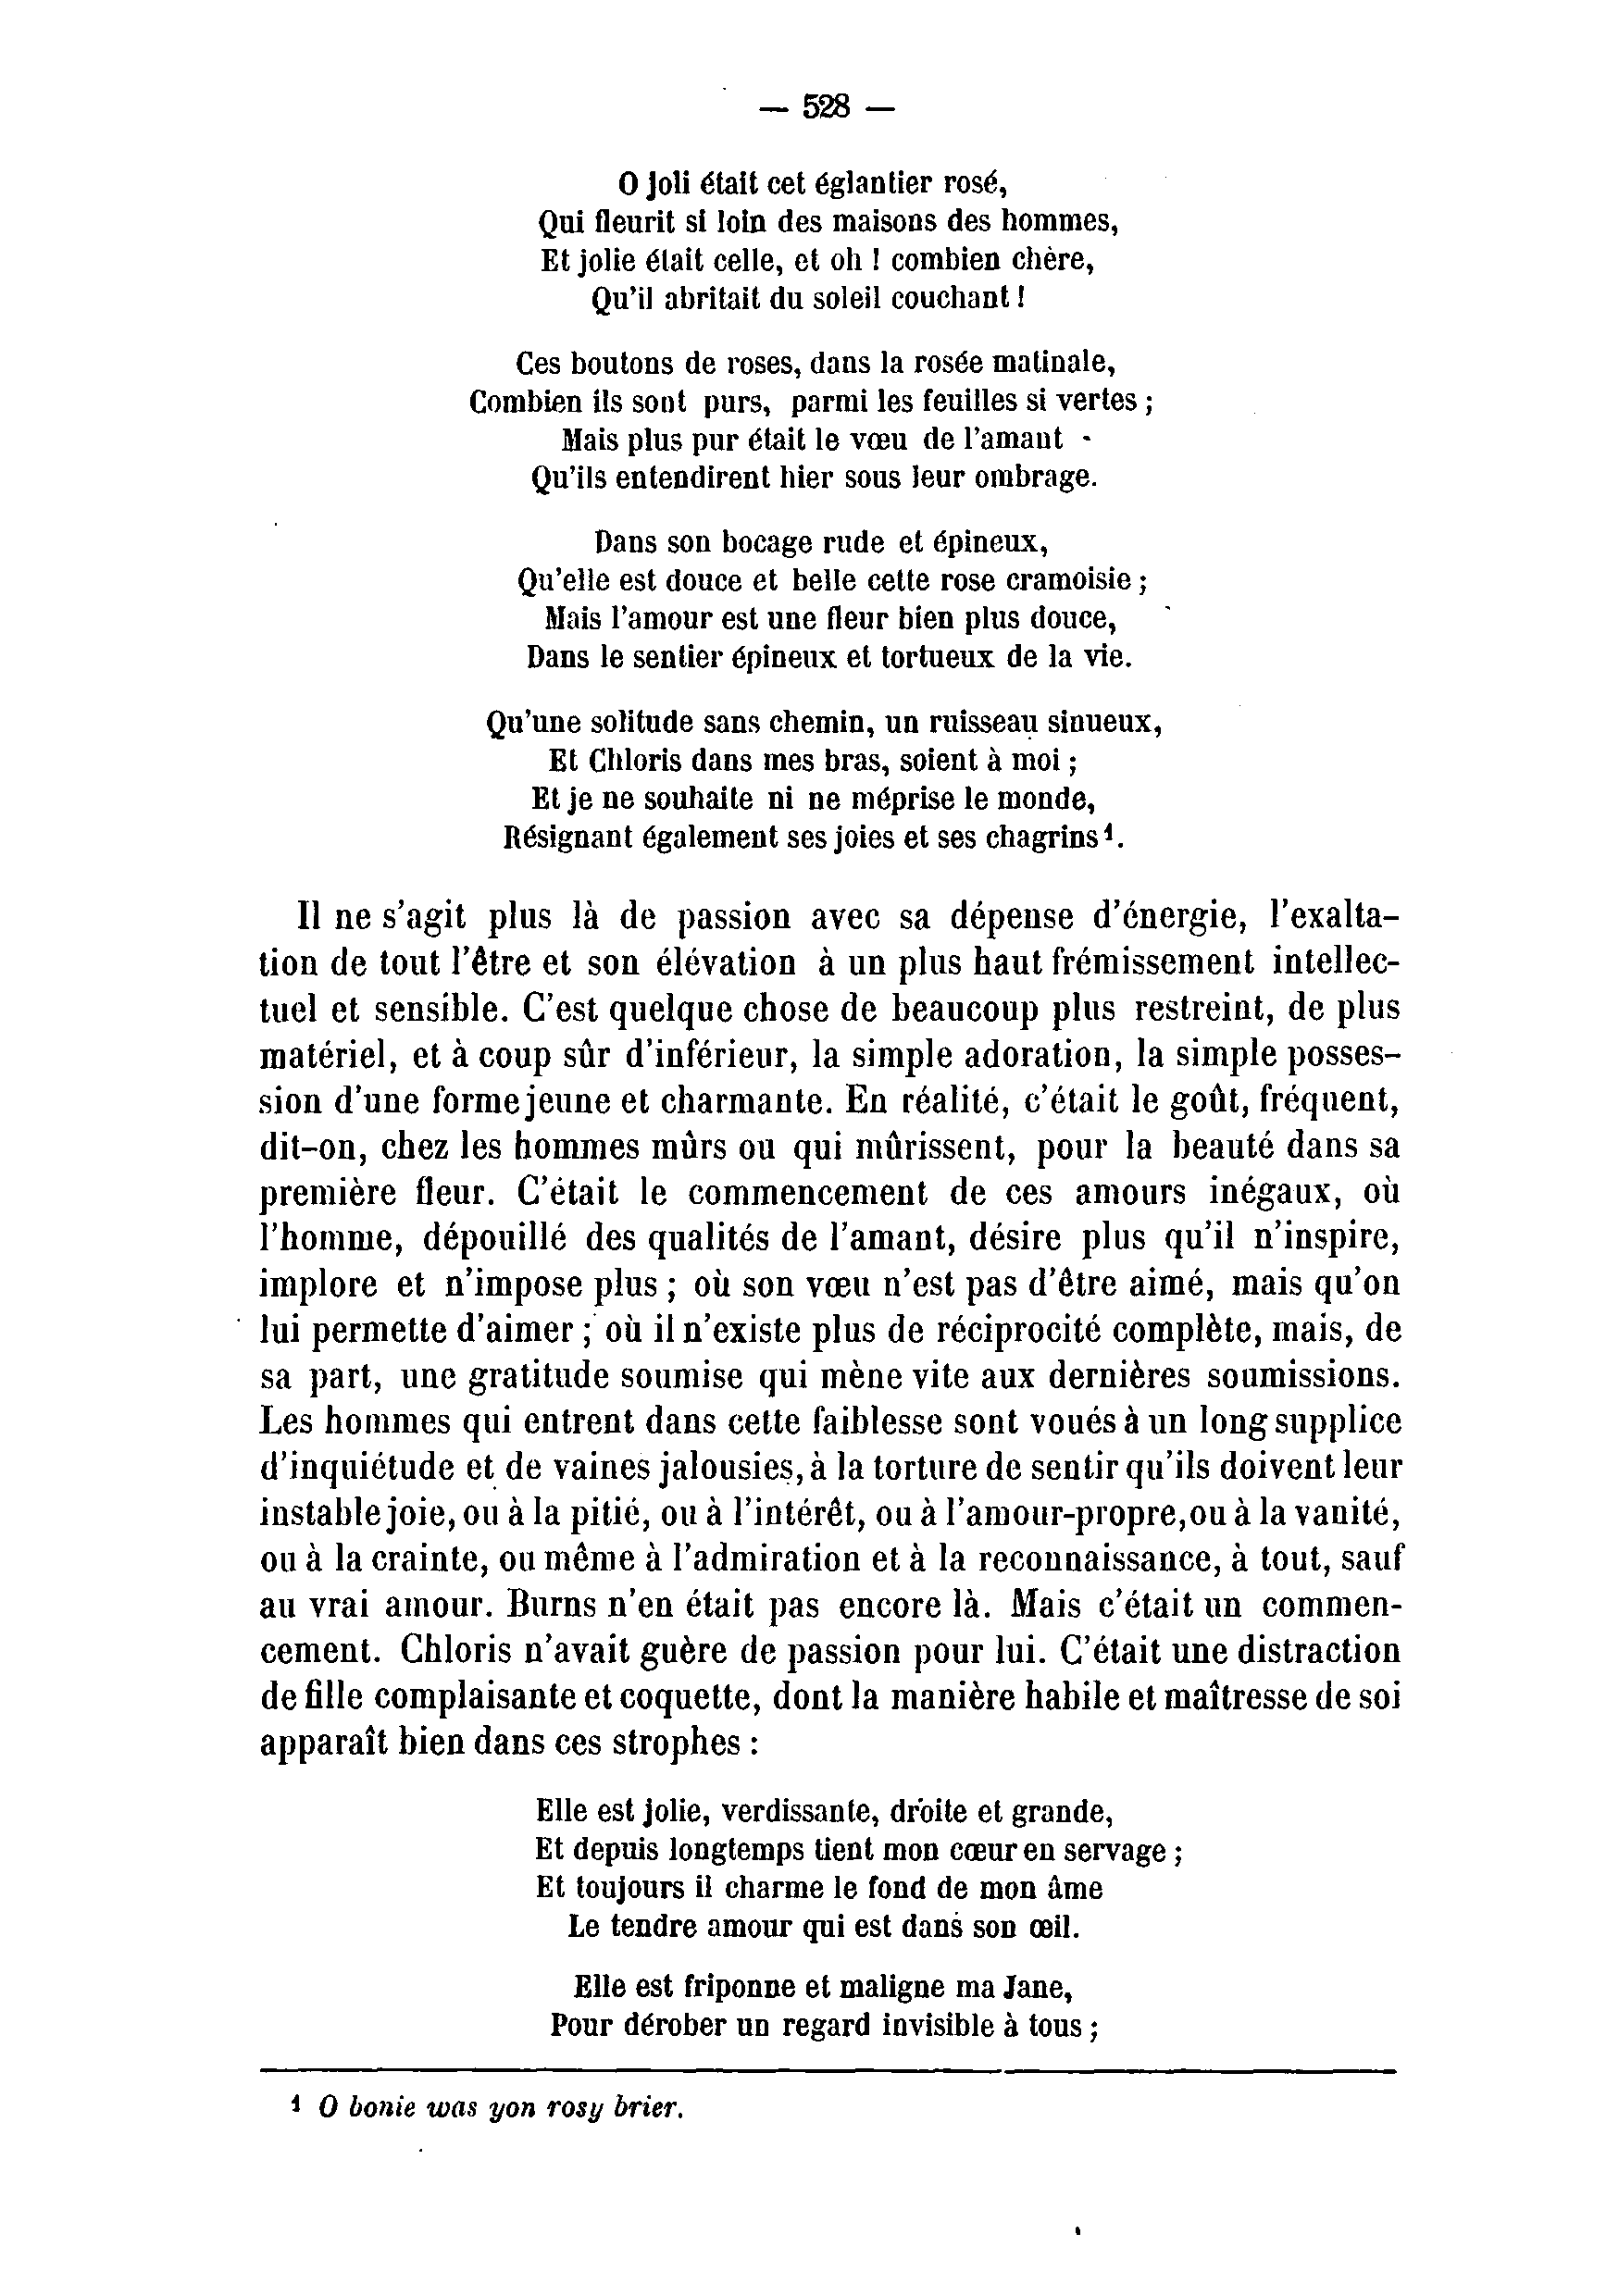 — 528 —
O joli était cet églantier rosé,
Qui fleurit si loin des maisons des hommes,
Et jolie était celle, et oh ! combien chère,
Qu'il abritait du soleil couchant !
Ces boutons de roses, dans la rosée matinale,
Combien ils sont purs, parmi les feuilles si vertes ;
Mais plus pur était le vœu de l'amant
Qu'ils entendirent hier sous leur ombrage.
Dans son bocage rude et épineux,
Qu'elle est douce et belle cette rose cramoisie ;
Mais l'amour est une fleur bien plus douce,
Dans le sentier épineux et tortueux de la vie.
Qu'une solitude sans chemin, un ruisseau sinueux,
Et Chloris dans mes bras, soient à moi ;
Et je ne souhaite ni ne méprise le monde,
Résignant également ses joies et ses chagrins¹.
Il ne s'agit plus là de passion avec sa dépense d'énergie, l'exalta-
tion de tout l'être et son élévation à un plus haut frémissement intellec-
tuel et sensible. C'est quelque chose de beaucoup plus restreint, de plus
matériel, et à coup sûr d'inférieur, la simple adoration, la simple posses-
sion d'une forme jeune et charmante. En réalité, c'était le goût, fréquent,
dit-on, chez les hommes mûrs ou qui mûrissent, pour la beauté dans sa
première fleur. C'était le commencement de ces amours inégaux, où
l'homme, dépouillé des qualités de l'amant, désire plus qu'il n'inspire,
implore et n'impose plus ; où son vœu n'est pas d'être aimé, mais qu'on
lui permette d'aimer ; où il n'existe plus de réciprocité complète, mais, de
sa part, une gratitude soumise qui mène vite aux dernières soumissions.
Les hommes qui entrent dans cette faiblesse sont voués à un long supplice
d'inquiétude et de vaines jalousies, à la torture de sentir qu'ils doivent leur
instable joie, ou à la pitié, ou à l'intérêt, ou à l'amour-propre, ou à la vanité,
ou à la crainte, ou même à l'admiration et à la reconnaissance, à tout, sauf
au vrai amour. Burns n'en était pas encore là. Mais c'était un commen-
cement. Chloris n'avait guère de passion pour lui. C'était une distraction
de fille complaisante et coquette, dont la manière habile et maîtresse de soi
apparaît bien dans ces strophes :
Elle est jolie, verdissante, droite et grande,
Et depuis longtemps tient mon cœur en servage ;
Et toujours il charme le fond de mon âme
Le tendre amour qui est dans son œil.
Elle est friponne et maligne ma Jane,
Pour dérober un regard invisible à tous ;
¹ O bonie was yon rosy brier.